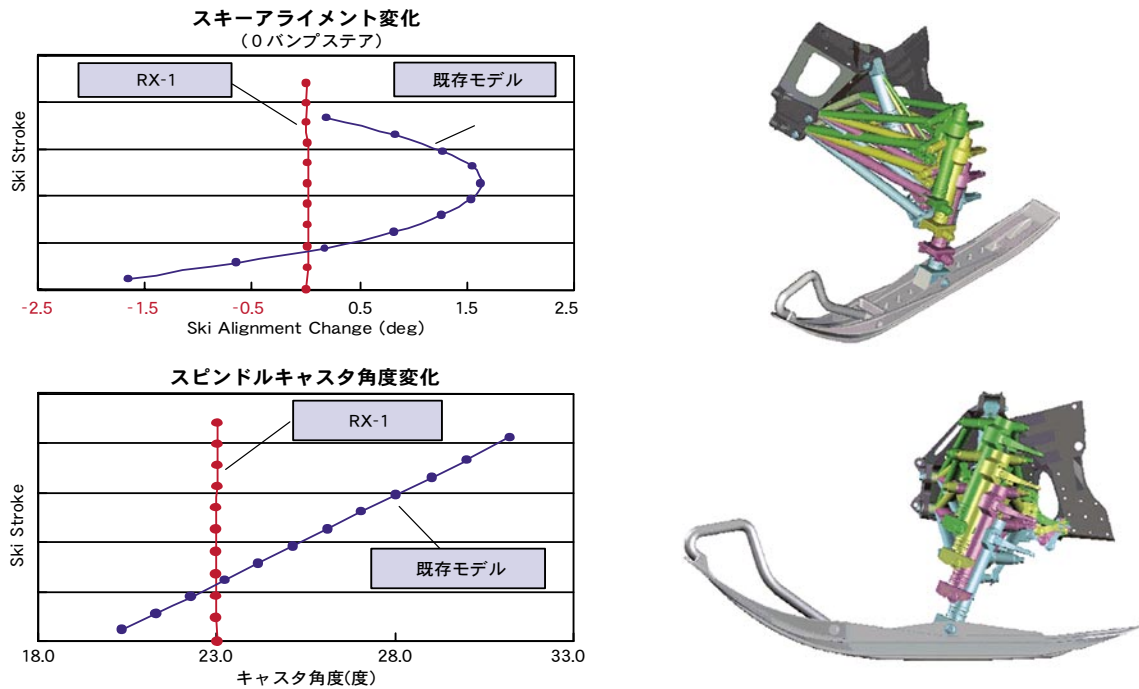 スキーアライメント変化
(0 バンプステア)
RX-1
既存モデル
Ski Stroke
-2.5
-1.5
-0.5
0.5
1.5
2.5
Ski Alignment Change (deg)
スピンドルキャスタ角度変化
RX-1
Ski Stroke
既存モデル
18.0
23.0
28.0
33.0
キャスタ角度(度)